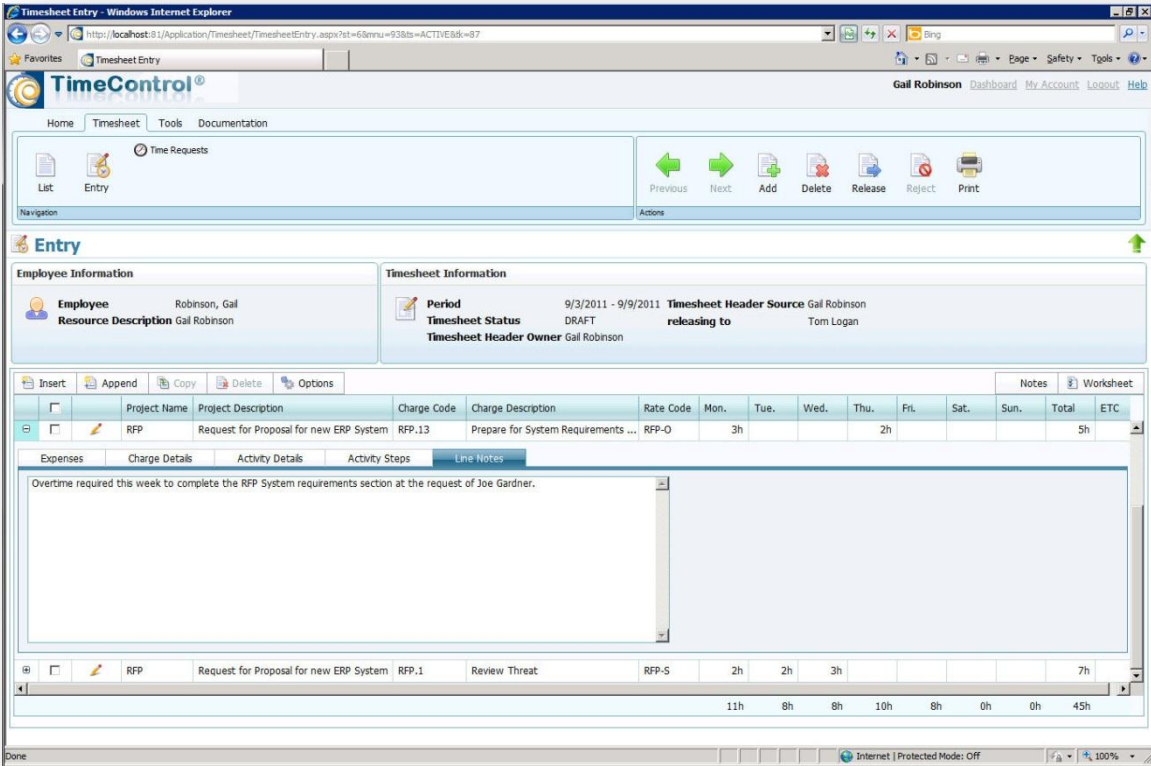 Timesheet Entry - Windows Internet Explorer
http://localhost:81/Application/Timesheet/TimesheetEntry.aspx?st=6&mnu=93&ts=ACTIVE&tk=87
Bing
Favorites Timesheet Entry Page Safety Tools
TimeControl®
Gail Robinson Dashboard My Account Logout Help
Home Timesheet Tools Documentation
Time Requests
List Entry Previous Next Add Delete Release Reject Print
Navigation Actions
Entry
Employee Information Timesheet Information
Employee Robinson, Gail Period 9/3/2011 - 9/9/2011 Timesheet Header Source Gail Robinson
Resource Description Gail Robinson Timesheet Status DRAFT releasing to Tom Logan
Timesheet Header Owner Gail Robinson
Insert Append Copy Delete Options Notes Worksheet
Project Name Project Description Charge Code Charge Description Rate Code Mon. Tue. Wed. Thu. Fri. Sat. Sun. Total ETC
RFP Request for Proposal for new ERP System RFP.13 Prepare for System Requirements ... RFP-O 3h 2h 5h
Expenses Charge Details Activity Details Activity Steps Line Notes
Overtime required this week to complete the RFP System requirements section at the request of Joe Gardner.
RFP Request for Proposal for new ERP System RFP.1 Review Threat RFP-S 2h 2h 3h 7h
11h 8h 8h 10h 8h 0h 0h 45h
Done Internet | Protected Mode: Off 100%